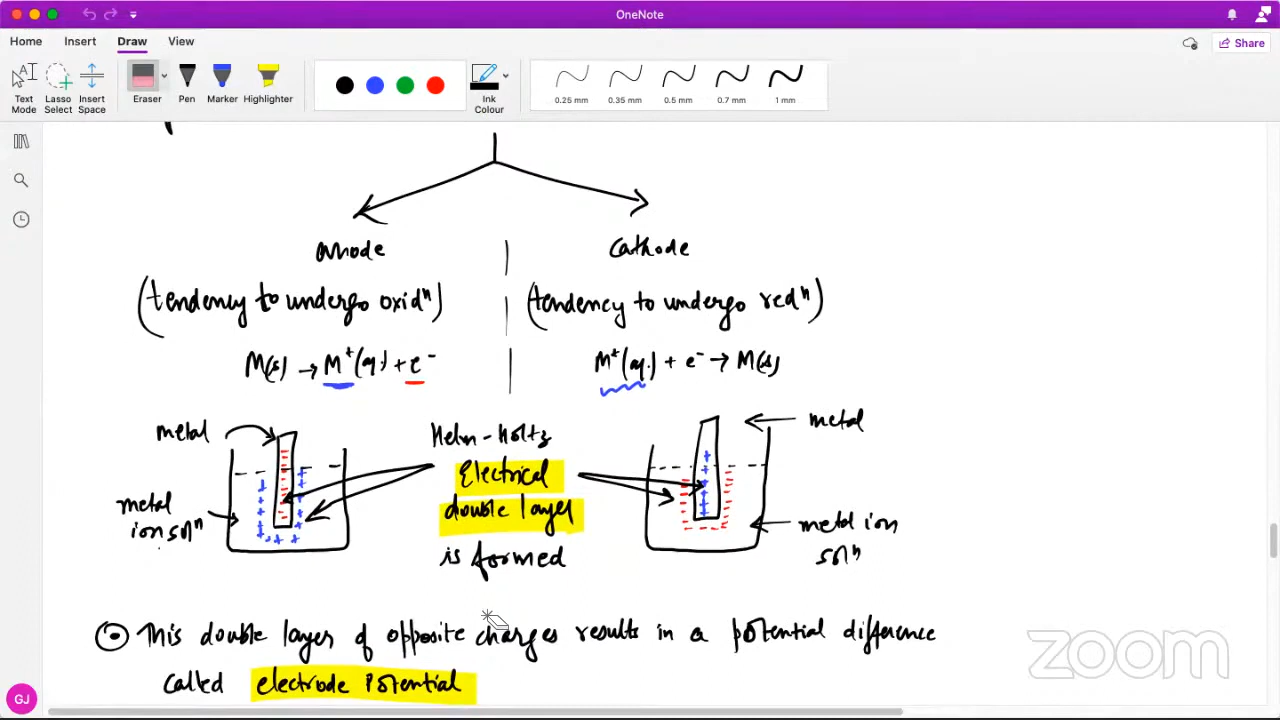 OneNote
Home Insert Draw View
Share
Text Mode
Lasso Select
Insert Space
Eraser
Pen
Marker
Highlighter
Ink Colour
0.25 mm 0.35 mm 0.5 mm 0.7 mm 1 mm
Anode
Cathode
(tendency to undergo oxidⁿ)
(tendency to undergo redⁿ)
M(s) → M⁺(aq.) + e⁻
M⁺(aq.) + e⁻ → M(s)
metal
Helm-Holtz
metal
Electrical
double layer
is formed
metal
ion solⁿ
metal ion
solⁿ
This double layer of opposite charges results in a potential difference
called electrode Potential
GJ
zoom